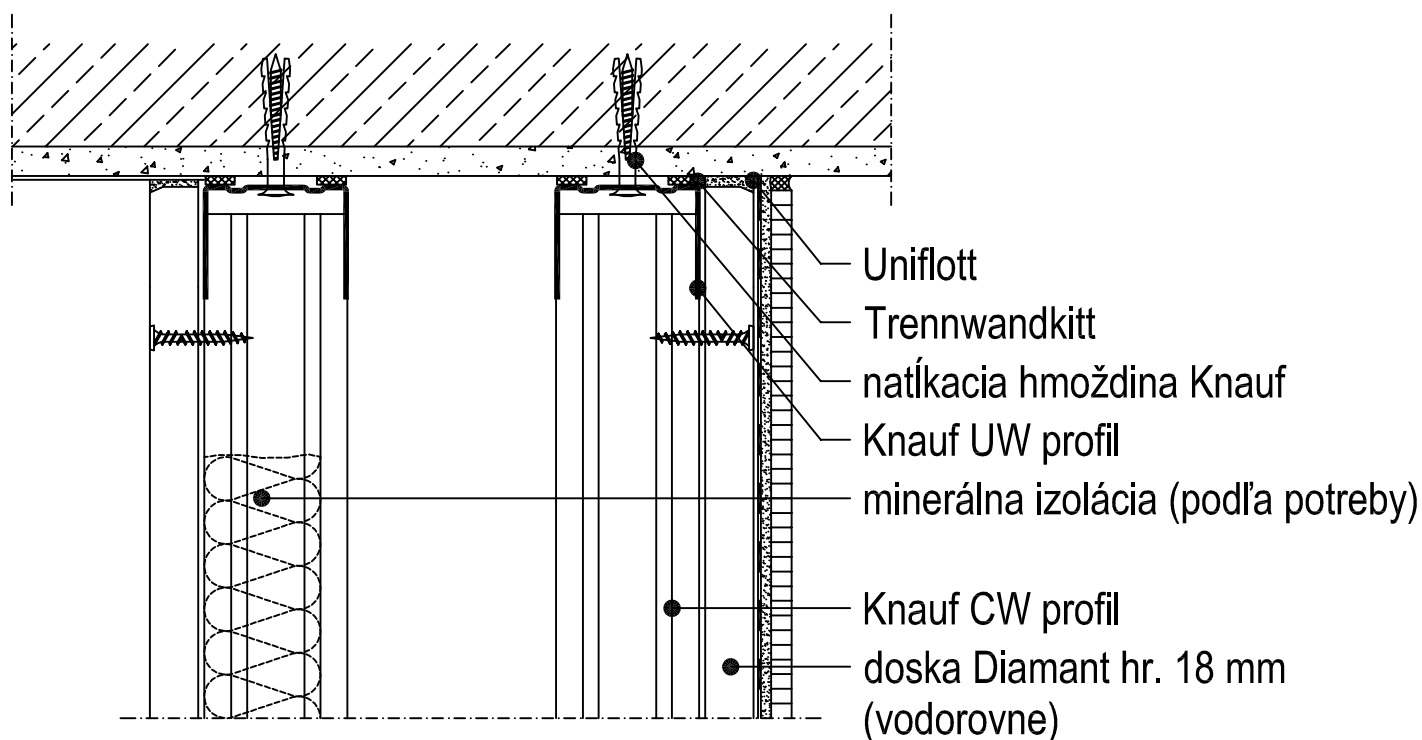 Uniflott
Trennwandkitt
natĺkacia hmoždina Knauf
Knauf UW profil
minerálna izolácia (podľa potreby)
Knauf CW profil
doska Diamant hr. 18 mm
(vodorovne)